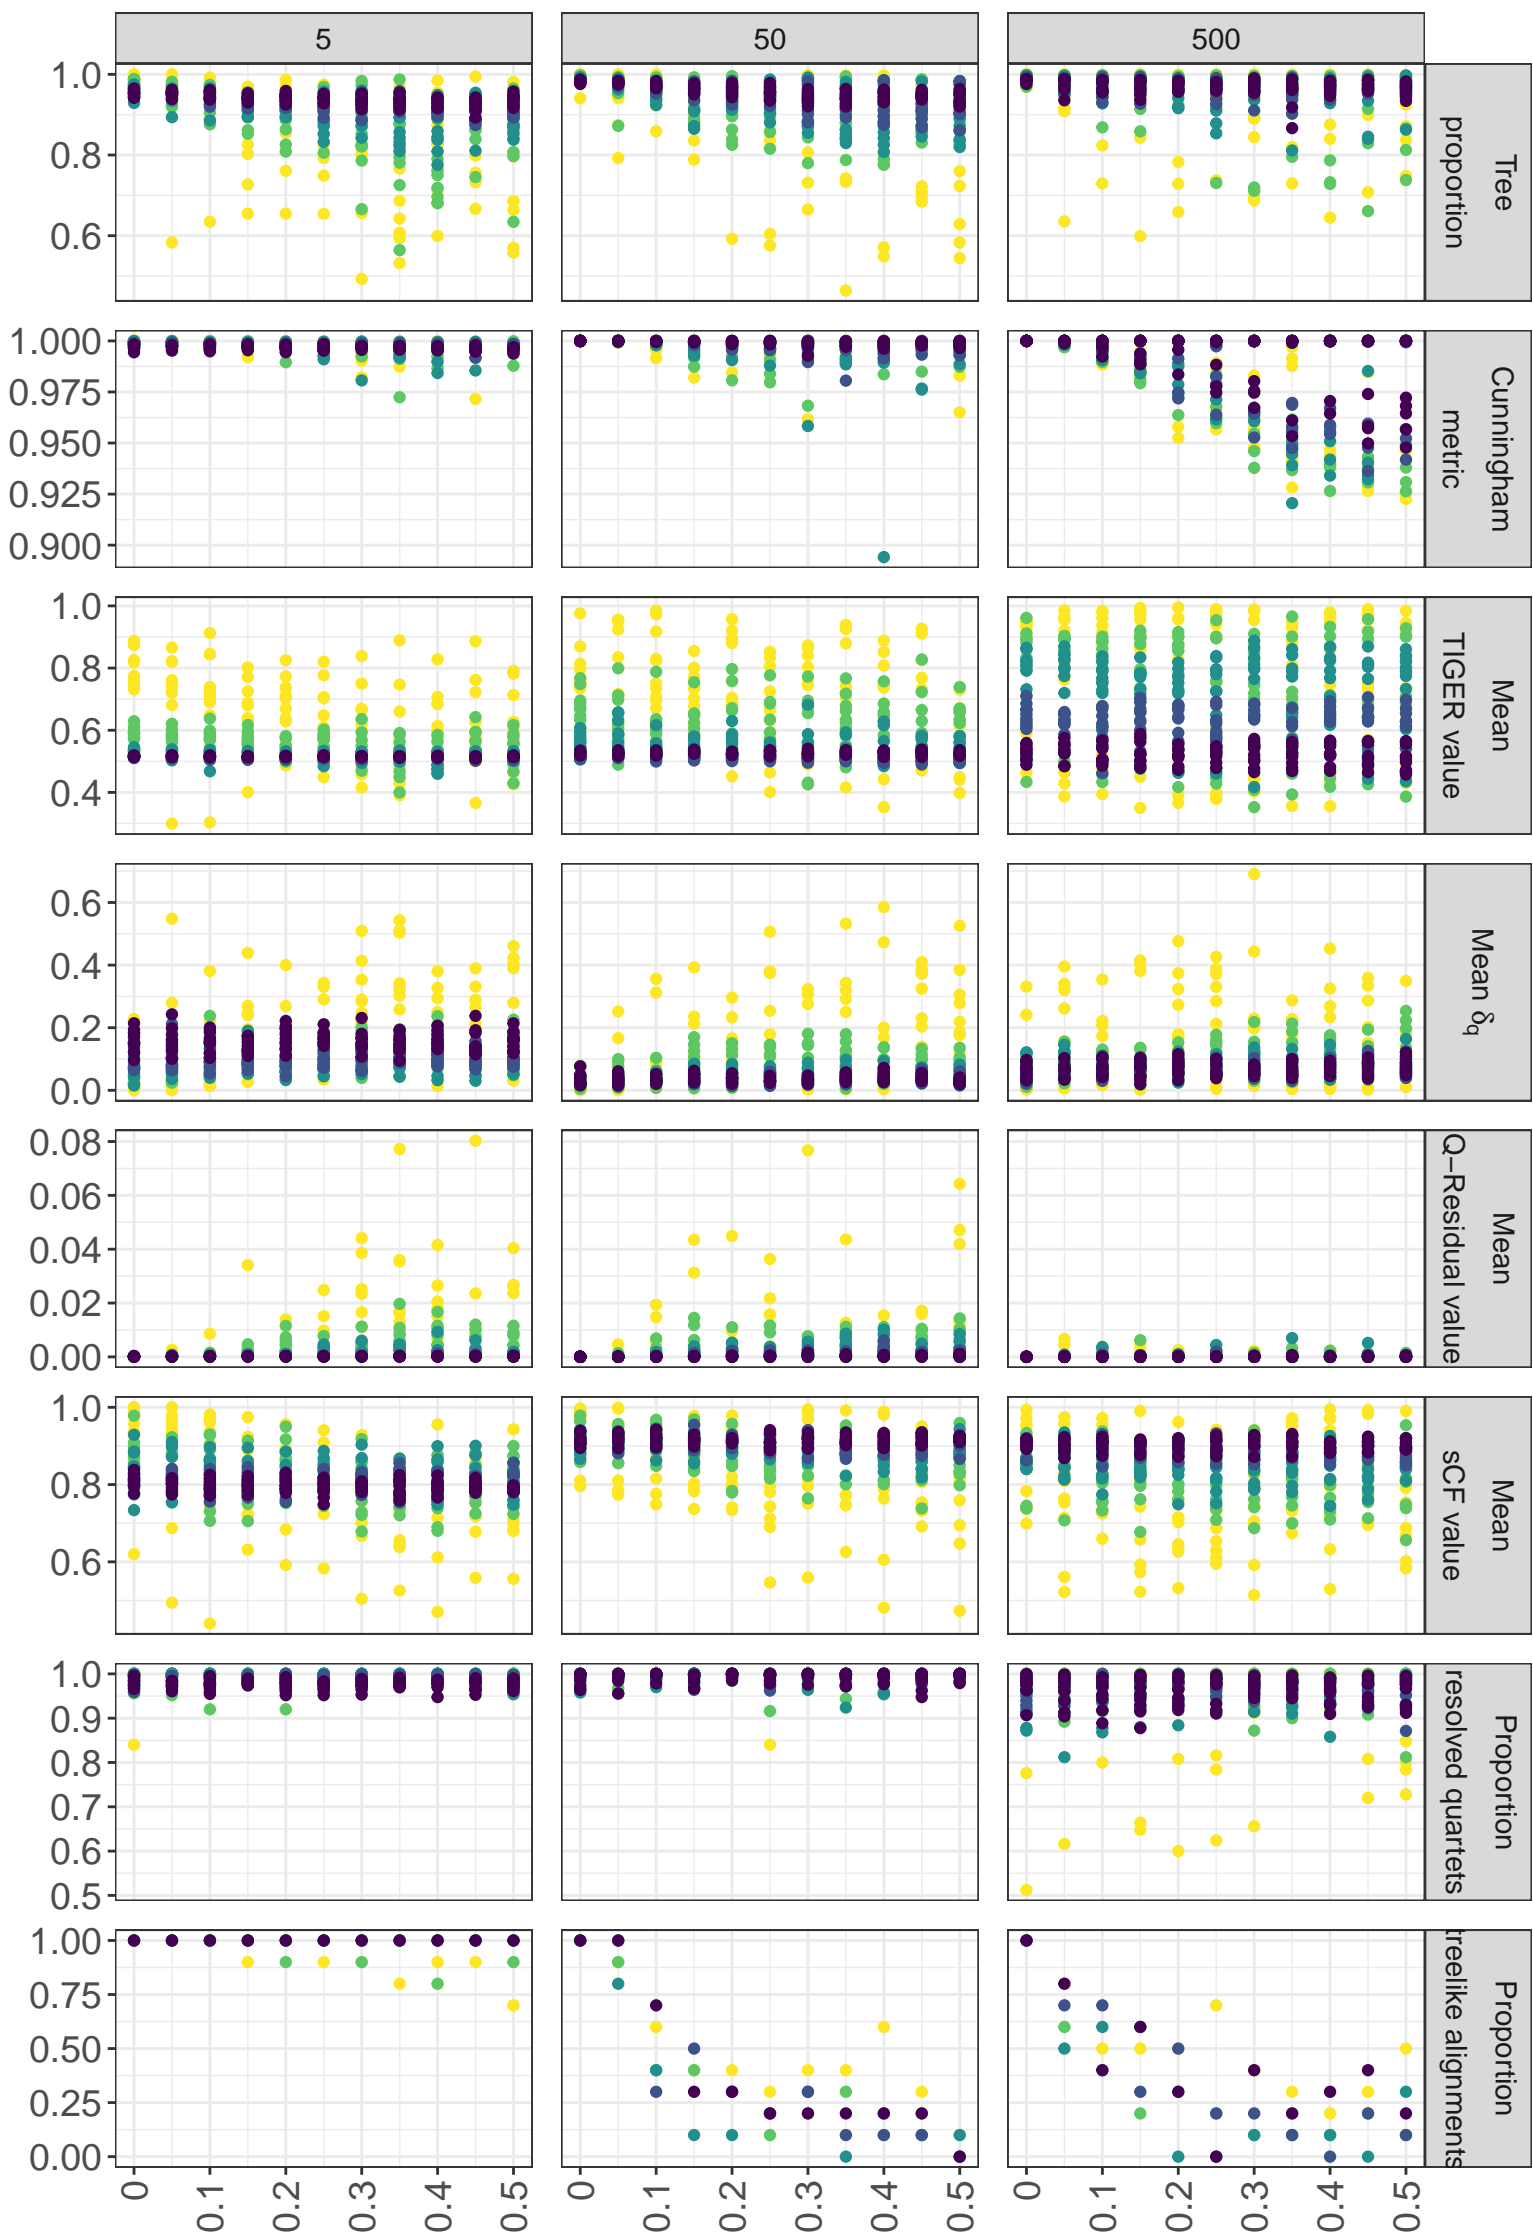 5 50 500
1.0
0.8
0.6
Tree
proportion
1.000
0.975
0.950
0.925
0.900
Cunningham
metric
1.0
0.8
0.6
0.4
Mean
TIGER value
0.6
0.4
0.2
0.0
Mean δq
0.08
0.06
0.04
0.02
0.00
Mean
Q−Residual value
1.0
0.8
0.6
Mean
sCF value
1.0
0.9
0.8
0.7
0.6
0.5
Proportion
resolved quartets
1.00
0.75
0.50
0.25
0.00
Proportion
treelike alignments
0 0.1 0.2 0.3 0.4 0.5 0 0.1 0.2 0.3 0.4 0.5 0 0.1 0.2 0.3 0.4 0.5